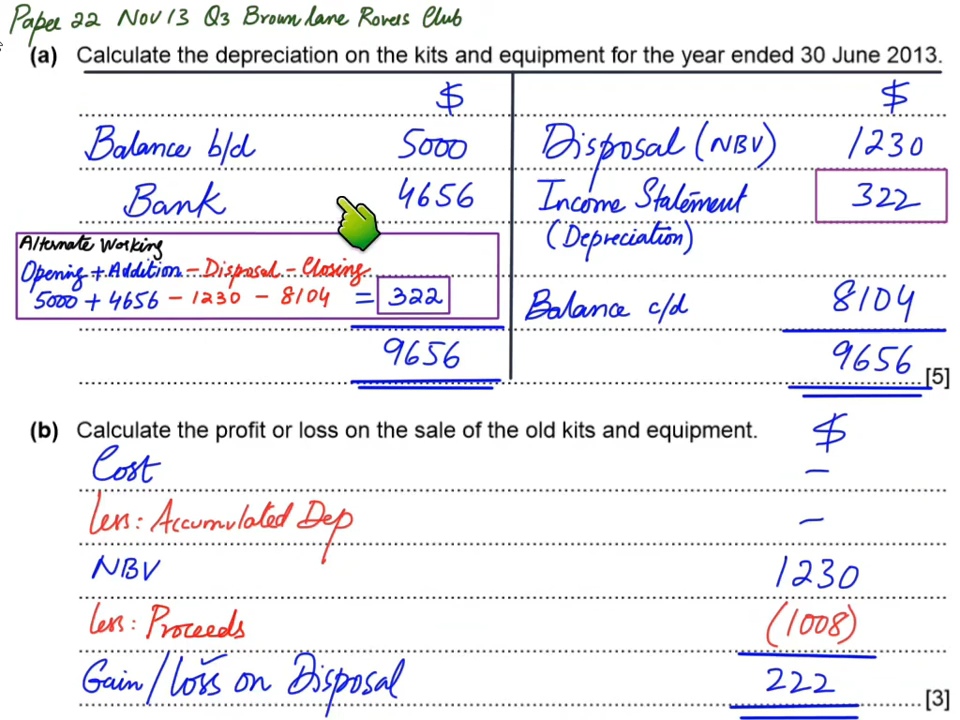 Paper 22 Nov 13 Q3 Brown lane Rovers Club
(a) Calculate the depreciation on the kits and equipment for the year ended 30 June 2013.
$ $
Balance b/d 5000 Disposal (NBV) 1230
Bank 4656 Income Statement 322
(Depreciation)
Alternate Working
Opening + Addition - Disposal - Closing
5000 + 4656 - 1230 - 8104 = 322
Balance c/d 8104
9656 9656 [5]
(b) Calculate the profit or loss on the sale of the old kits and equipment. $
Cost –
less: Accumulated Dep –
NBV 1230
less: Proceeds (1008)
Gain/loss on Disposal 222 [3]